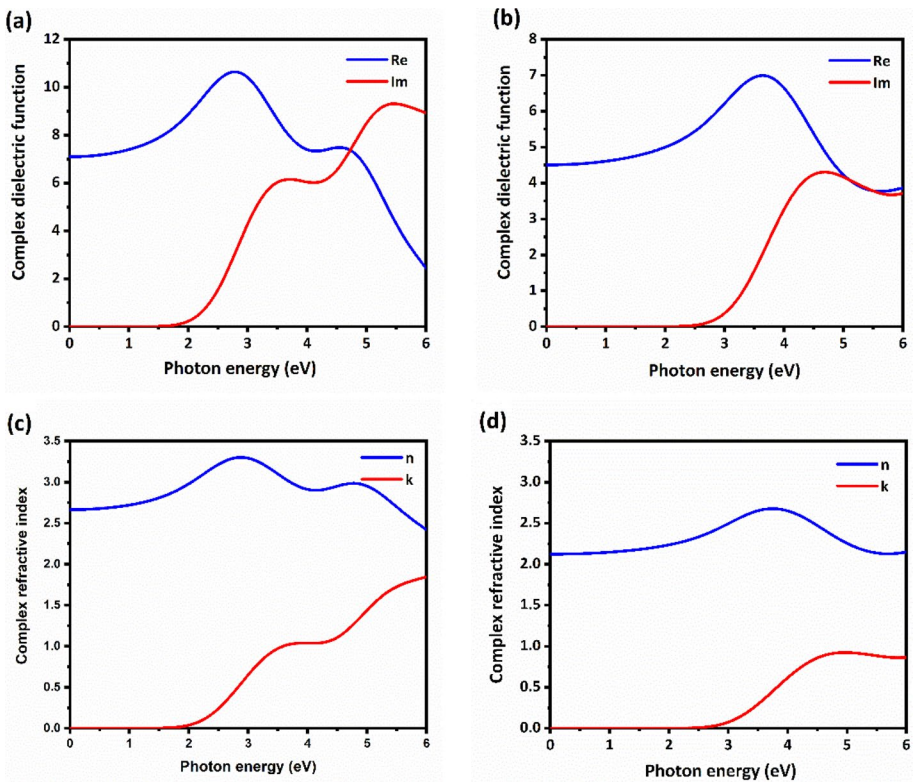 (a)
12
10
8
6
4
2
0
0 1 2 3 4 5 6
Complex dielectric function
Photon energy (eV)
Re
Im
(b)
8
7
6
5
4
3
2
1
0
0 1 2 3 4 5 6
Complex dielectric function
Photon energy (eV)
Re
Im
(c)
3.5
3.0
2.5
2.0
1.5
1.0
0.5
0.0
0 1 2 3 4 5 6
Complex refractive index
Photon energy (eV)
n
k
(d)
3.5
3.0
2.5
2.0
1.5
1.0
0.5
0.0
0 1 2 3 4 5 6
Complex refractive index
Photon energy (eV)
n
k